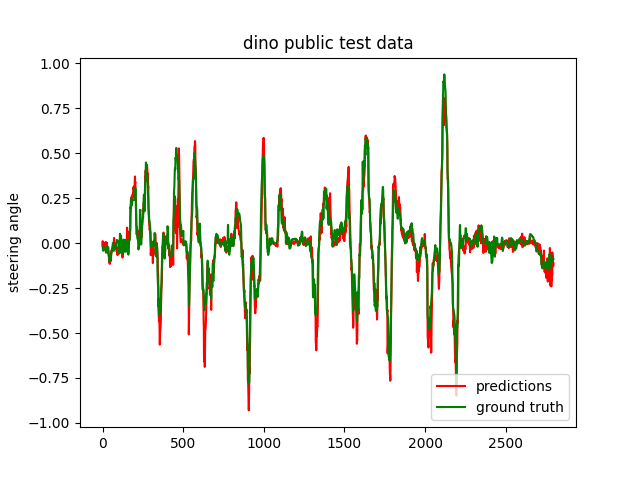 dino public test data
steering angle
1.00
0.75
0.50
0.25
0.00
−0.25
−0.50
−0.75
−1.00
0 500 1000 1500 2000 2500
predictions
ground truth